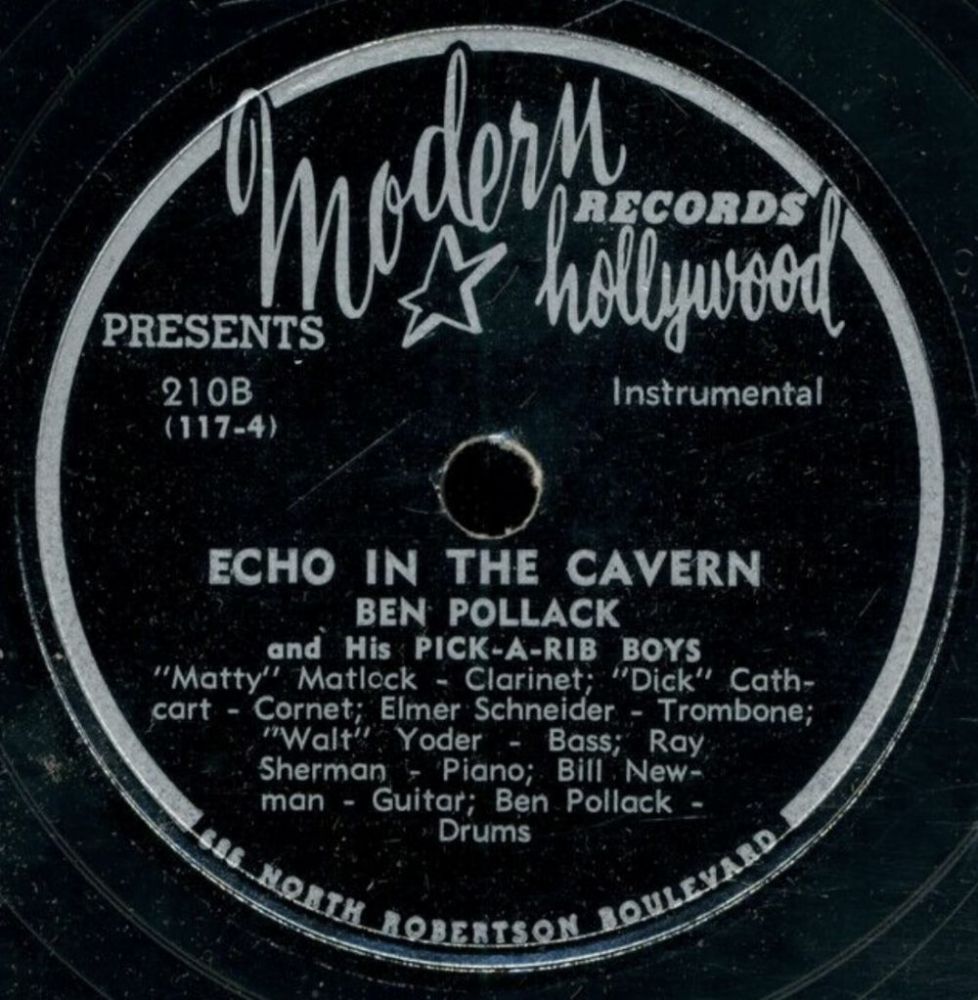 Modern
RECORDS
hollywood
PRESENTS
210B
Instrumental
(117-4)
ECHO IN THE CAVERN
BEN POLLACK
and His PICK-A-RIB BOYS
"Matty" Matlock - Clarinet; "Dick" Cath-
cart - Cornet; Elmer Schneider - Trombone;
"Walt" Yoder - Bass; Ray
Sherman - Piano; Bill New-
man - Guitar; Ben Pollack -
Drums
686 NORTH ROBERTSON BOULEVARD